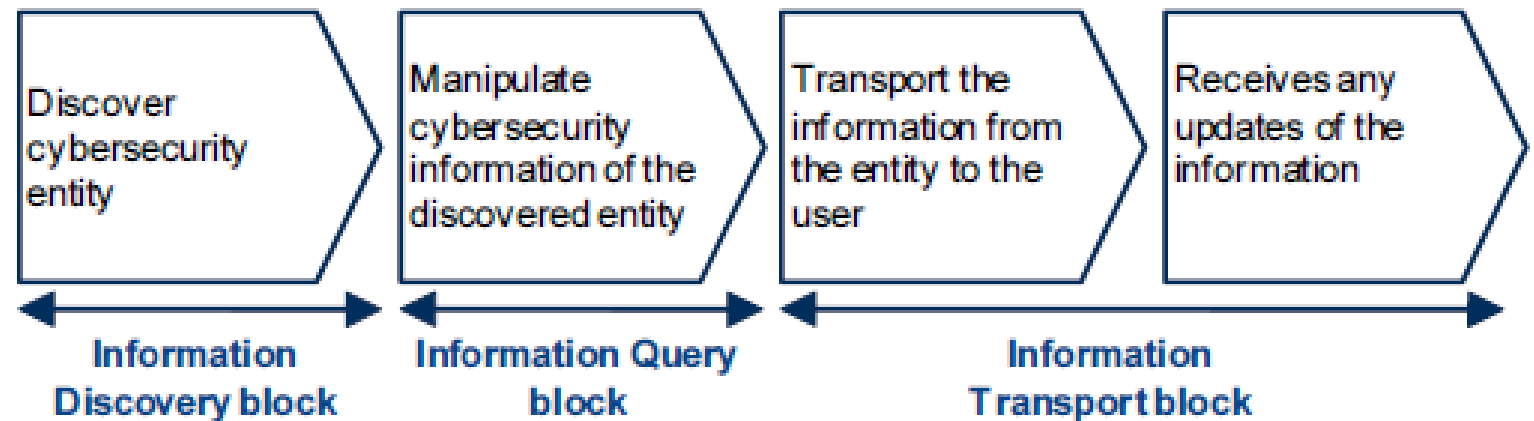 Discover
cybersecurity
entity
Manipulate
cybersecurity
information of the
discovered entity
Transport the
information from
the entity to the
user
Receives any
updates of the
information
Information
Discovery block
Information Query
block
Information
Transport block